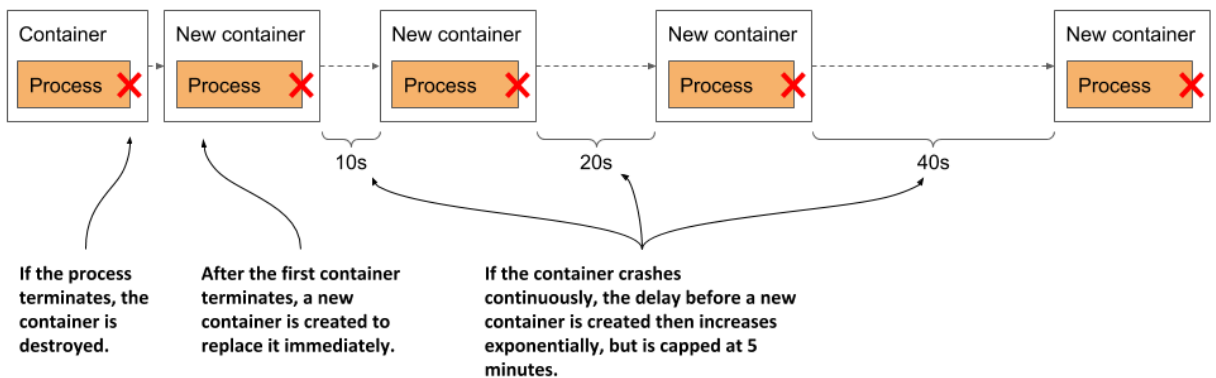 Container
New container
New container
New container
New container
Process
Process
Process
Process
Process
10s
20s
40s
If the process
terminates, the
container is
destroyed.
After the first container
terminates, a new
container is created to
replace it immediately.
If the container crashes
continuously, the delay before a new
container is created then increases
exponentially, but is capped at 5
minutes.